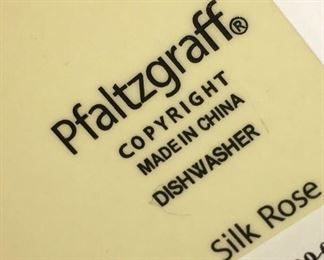 Pfaltzgraff®
COPYRIGHT
MADE IN CHINA
DISHWASHER
Silk Rose